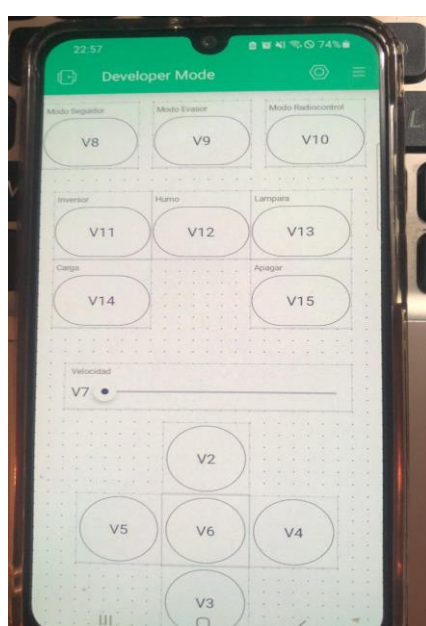 22:57 74%
Developer Mode
Modo Seguidor Modo Evasor Modo Radiocontrol
V8 V9 V10
Inversor Humo Lampara
V11 V12 V13
Carga Apagar
V14 V15
Velocidad
V7
V2
V5 V6 V4
V3
L